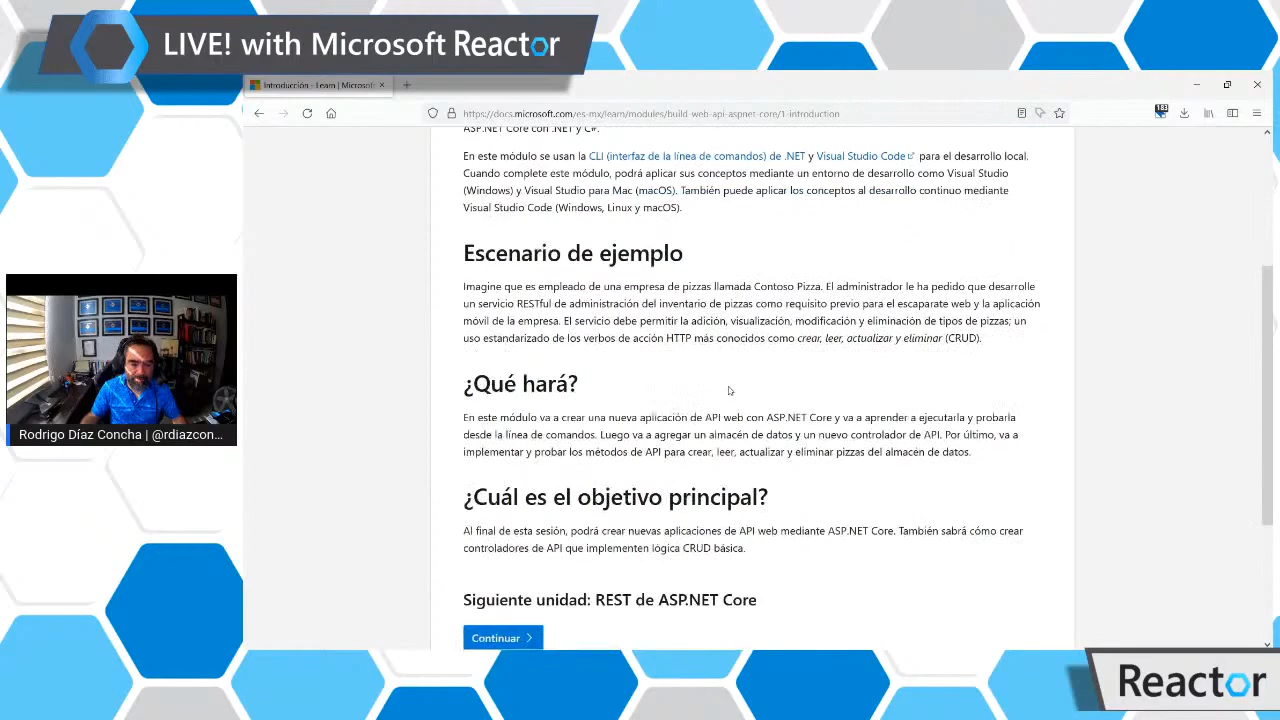 LIVE! with Microsoft Reactor
Introducción - Learn | Microsoft
https://docs.microsoft.com/es-mx/learn/modules/build-web-api-aspnet-core/1-introduction
183
ASP.NET Core con .NET y C#.
En este módulo se usan la CLI (interfaz de la línea de comandos) de .NET y Visual Studio Code para el desarrollo local.
Cuando complete este módulo, podrá aplicar sus conceptos mediante un entorno de desarrollo como Visual Studio
(Windows) y Visual Studio para Mac (macOS). También puede aplicar los conceptos al desarrollo continuo mediante
Visual Studio Code (Windows, Linux y macOS).
Escenario de ejemplo
Imagine que es empleado de una empresa de pizzas llamada Contoso Pizza. El administrador le ha pedido que desarrolle
un servicio RESTful de administración del inventario de pizzas como requisito previo para el escaparate web y la aplicación
móvil de la empresa. El servicio debe permitir la adición, visualización, modificación y eliminación de tipos de pizzas; un
uso estandarizado de los verbos de acción HTTP más conocidos como crear, leer, actualizar y eliminar (CRUD).
¿Qué hará?
En este módulo va a crear una nueva aplicación de API web con ASP.NET Core y va a aprender a ejecutarla y probarla
desde la línea de comandos. Luego va a agregar un almacén de datos y un nuevo controlador de API. Por último, va a
implementar y probar los métodos de API para crear, leer, actualizar y eliminar pizzas del almacén de datos.
¿Cuál es el objetivo principal?
Al final de esta sesión, podrá crear nuevas aplicaciones de API web mediante ASP.NET Core. También sabrá cómo crear
controladores de API que implementen lógica CRUD básica.
Siguiente unidad: REST de ASP.NET Core
Continuar
Rodrigo Díaz Concha | @rdiazcon...
Reactor